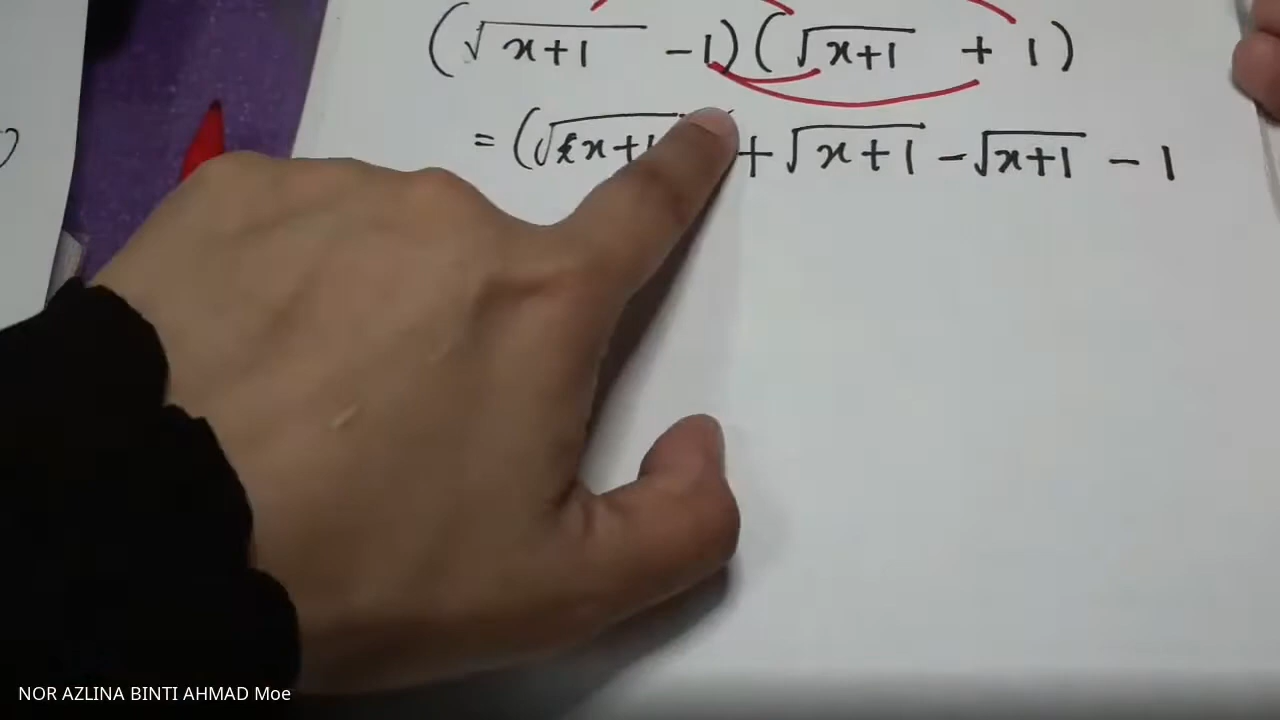 (√x+1 -1)(√x+1 + 1)
= (√x+1 + √x+1 - √x+1 - 1
NOR AZLINA BINTI AHMAD Moe